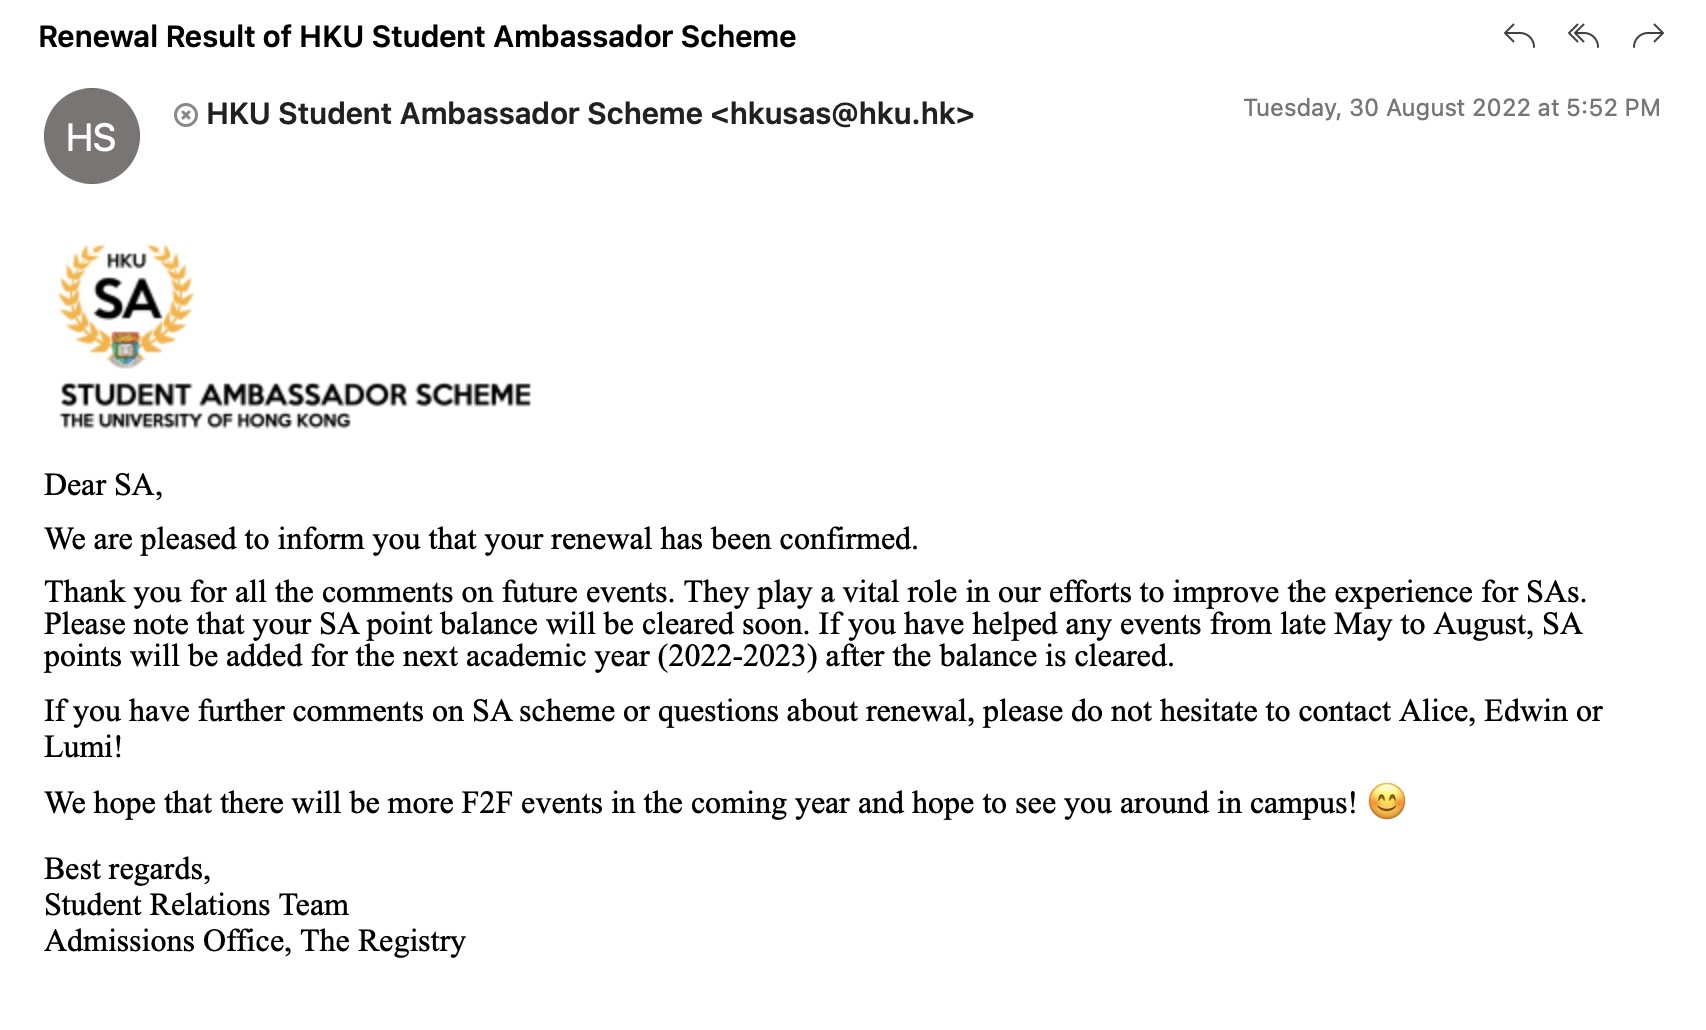 Renewal Result of HKU Student Ambassador Scheme
HS
HKU Student Ambassador Scheme <hkusas@hku.hk>
Tuesday, 30 August 2022 at 5:52 PM
HKU
SA
STUDENT AMBASSADOR SCHEME
THE UNIVERSITY OF HONG KONG
Dear SA,
We are pleased to inform you that your renewal has been confirmed.
Thank you for all the comments on future events. They play a vital role in our efforts to improve the experience for SAs.
Please note that your SA point balance will be cleared soon. If you have helped any events from late May to August, SA
points will be added for the next academic year (2022-2023) after the balance is cleared.
If you have further comments on SA scheme or questions about renewal, please do not hesitate to contact Alice, Edwin or
Lumi!
We hope that there will be more F2F events in the coming year and hope to see you around in campus! 😊
Best regards,
Student Relations Team
Admissions Office, The Registry